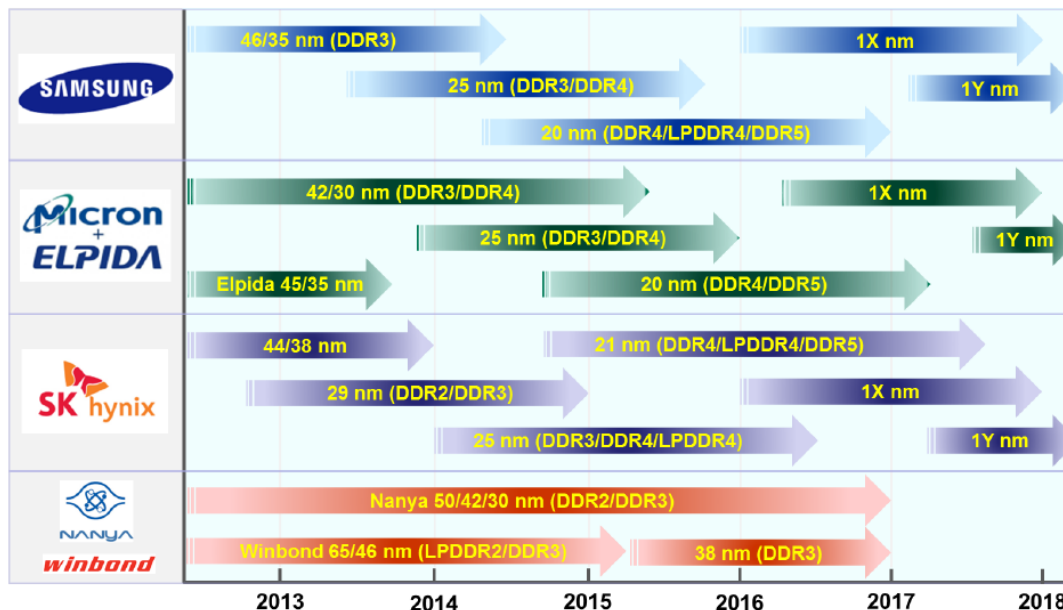 46/35 nm (DDR3)
1X nm
SAMSUNG
25 nm (DDR3/DDR4)
1Y nm
20 nm (DDR4/LPDDR4/DDR5)
42/30 nm (DDR3/DDR4)
1X nm
Micron
+
ELPIDA
25 nm (DDR3/DDR4)
1Y nm
Elpida 45/35 nm
20 nm (DDR4/DDR5)
44/38 nm
21 nm (DDR4/LPDDR4/DDR5)
SK hynix
29 nm (DDR2/DDR3)
1X nm
25 nm (DDR3/DDR4/LPDDR4)
1Y nm
Nanya 50/42/30 nm (DDR2/DDR3)
NANYA
winbond
Winbond 65/46 nm (LPDDR2/DDR3)
38 nm (DDR3)
2013 2014 2015 2016 2017 2018